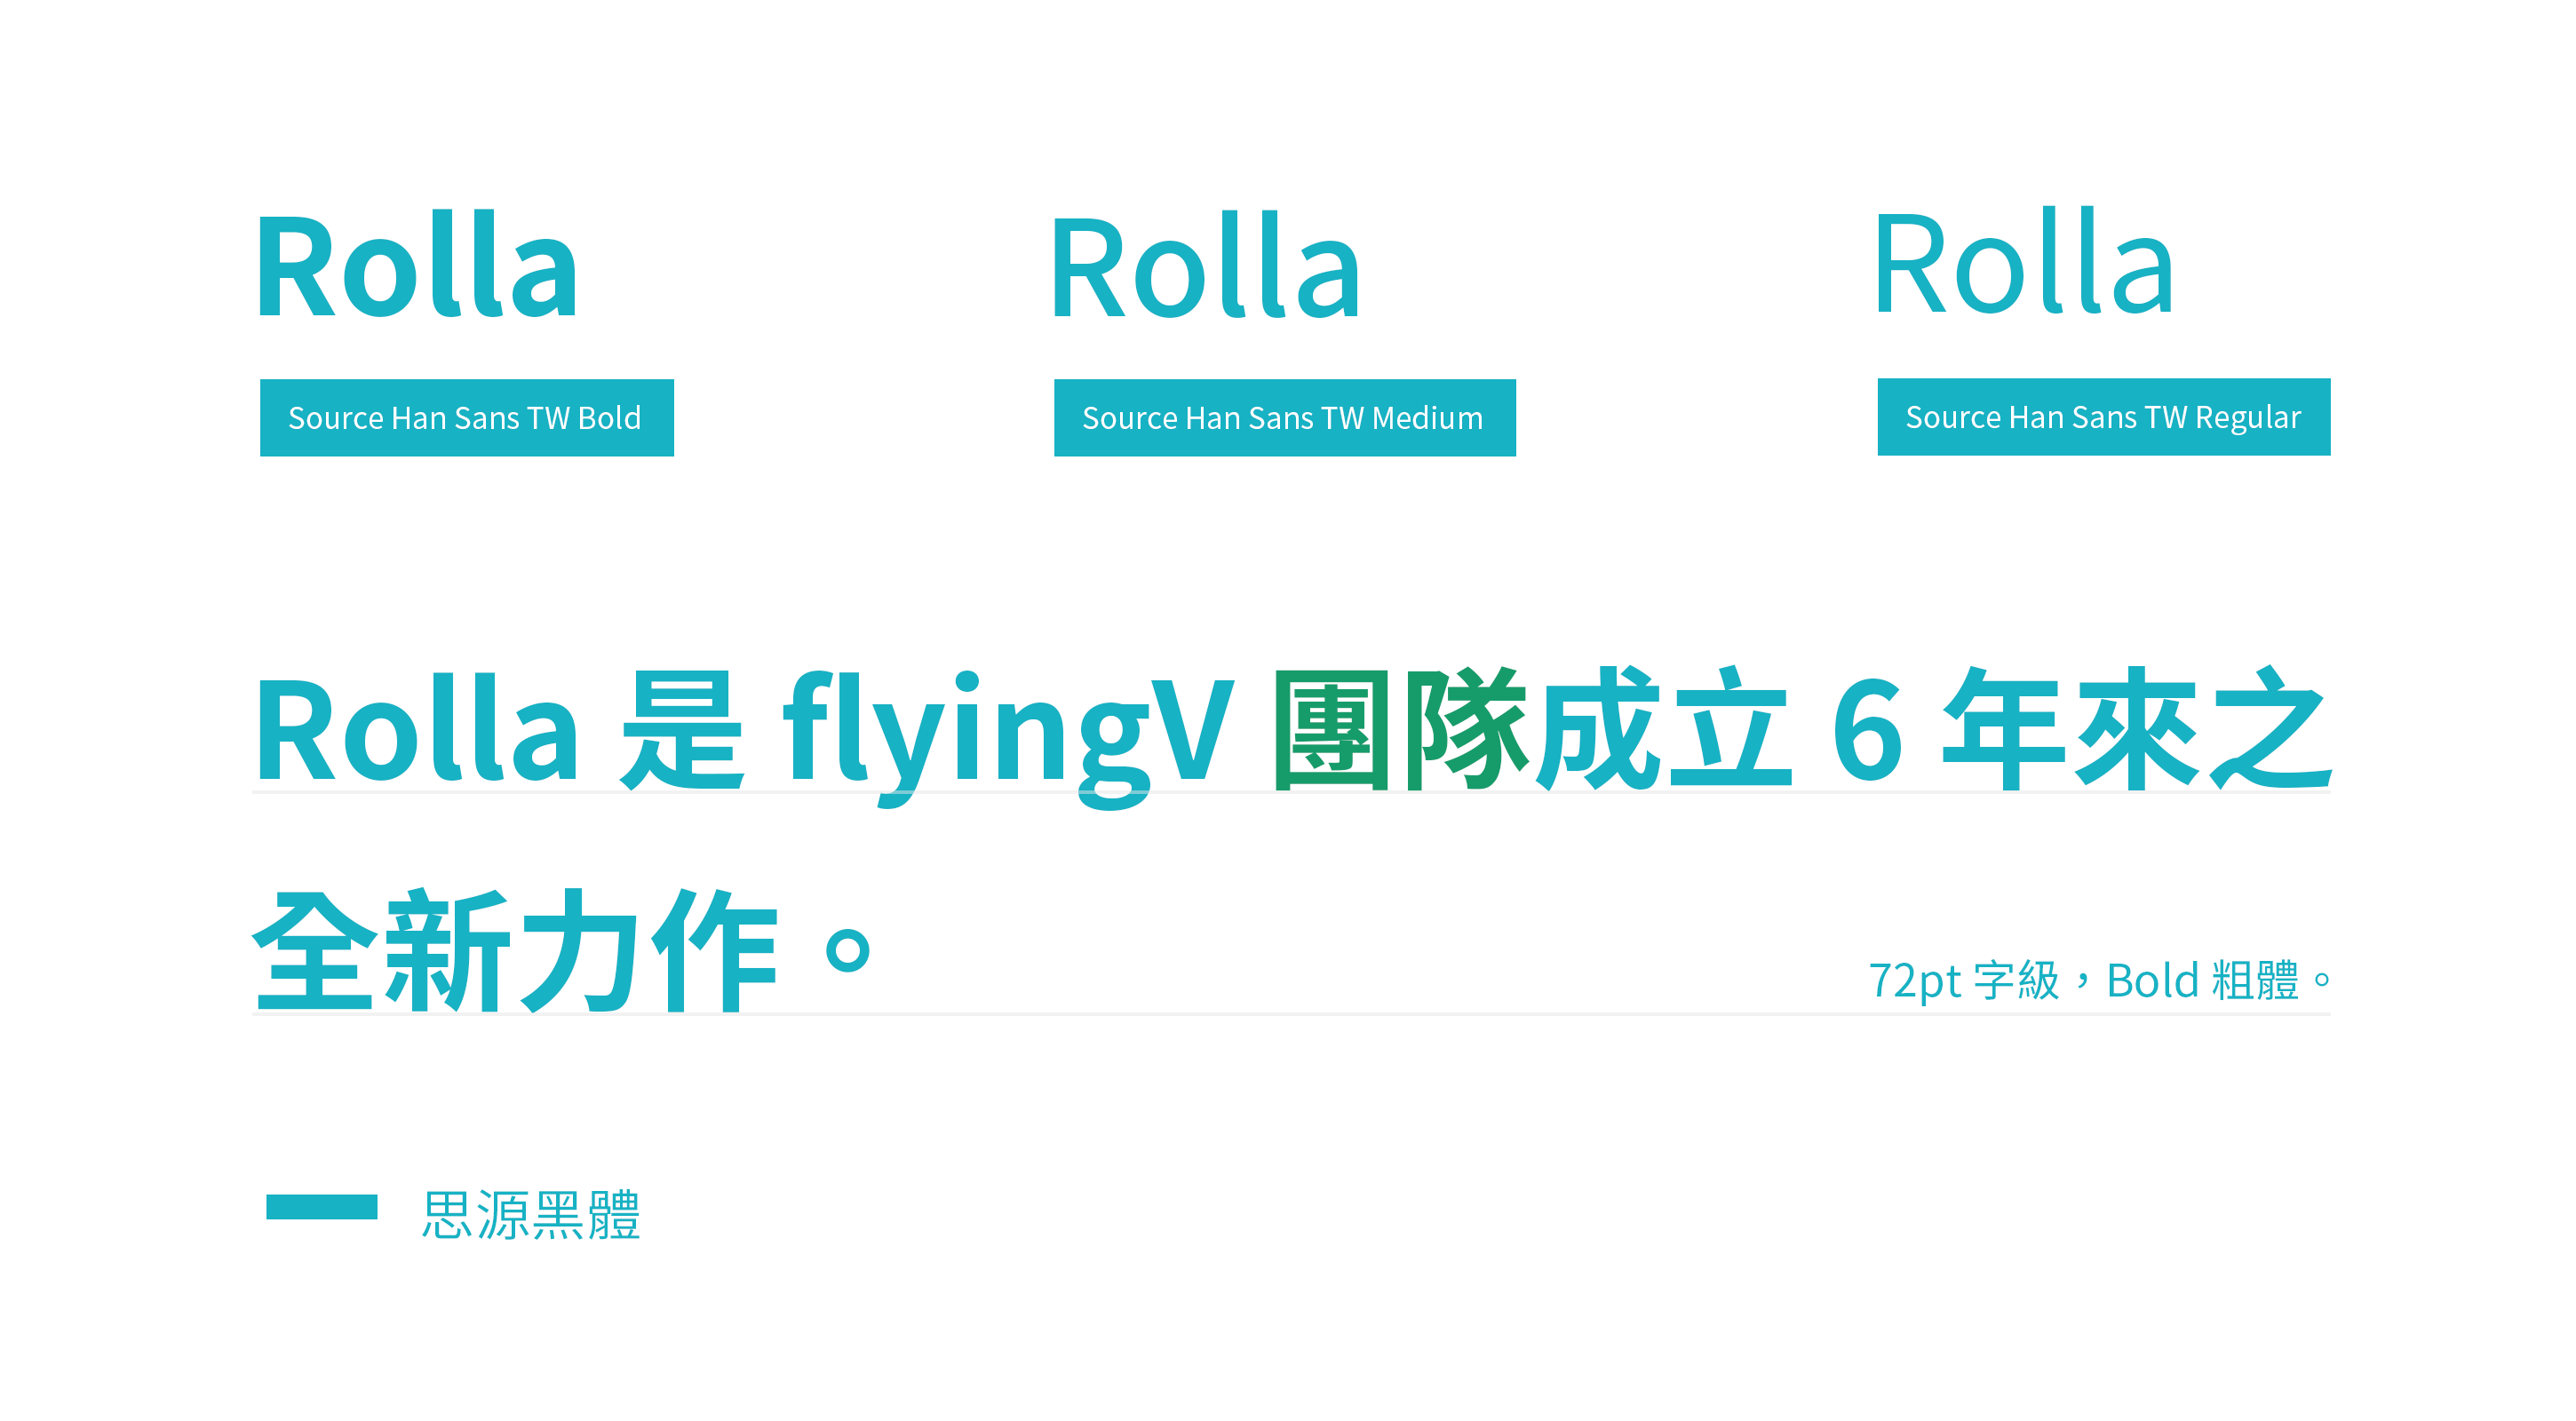 Rolla
Rolla
Rolla
Source Han Sans TW Bold
Source Han Sans TW Medium
Source Han Sans TW Regular
Rolla 是 flyingV 團隊成立 6 年來之
全新力作。
72pt 字級，Bold 粗體。
思源黑體